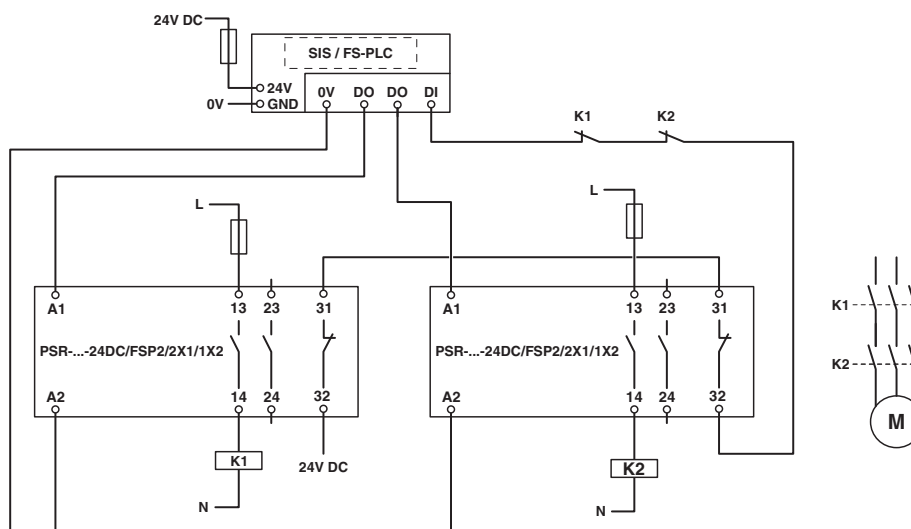 24V DC
SIS / FS-PLC
24V
0V
GND
0V DO DO DI
K1 K2
L
L
A1 13 23 31
A1 13 23 31
K1
PSR-...-24DC/FSP2/2X1/1X2
PSR-...-24DC/FSP2/2X1/1X2
K2
A2 14 24 32
A2 14 24 32
M
K1
24V DC
K2
N
N